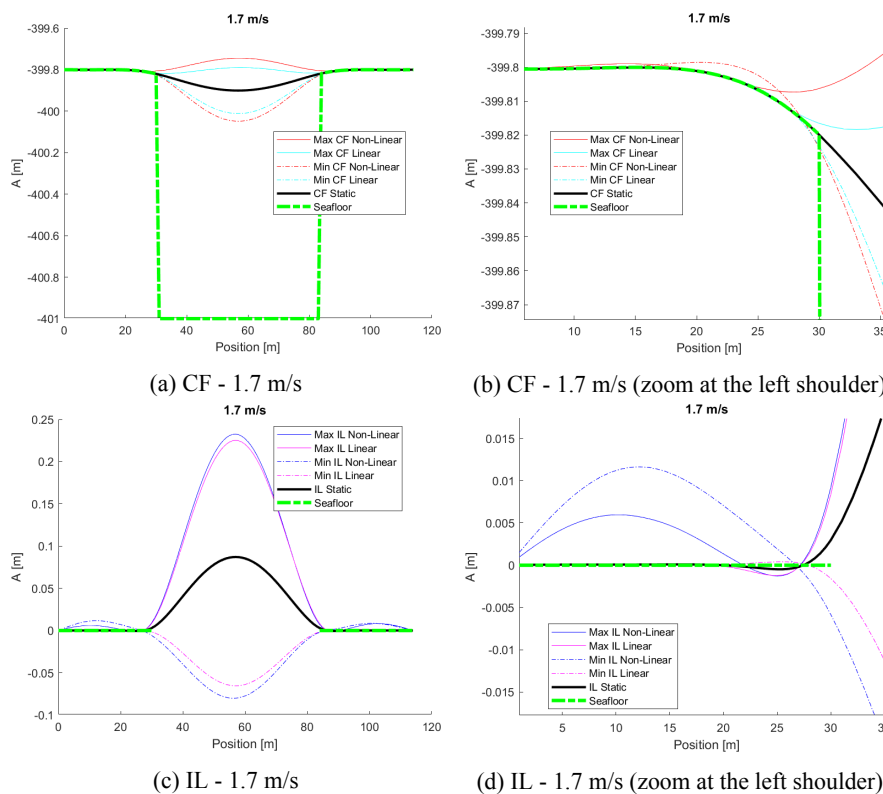 1.7 m/s
-399.6
-399.8
-400
-400.2
-400.4
-400.6
-400.8
-401
A [m]
Max CF Non-Linear
Max CF Linear
Min CF Non-Linear
Min CF Linear
CF Static
Seafloor
0 20 40 60 80 100 120
Position [m]
(a) CF - 1.7 m/s
1.7 m/s
-399.79
-399.8
-399.81
-399.82
-399.83
-399.84
-399.85
-399.86
-399.87
A [m]
Max CF Non-Linear
Max CF Linear
Min CF Non-Linear
Min CF Linear
CF Static
Seafloor
10 15 20 25 30 35
Position [m]
(b) CF - 1.7 m/s (zoom at the left shoulder)
1.7 m/s
0.25
0.2
0.15
0.1
0.05
0
-0.05
-0.1
A [m]
Max IL Non-Linear
Max IL Linear
Min IL Non-Linear
Min IL Linear
IL Static
Seafloor
0 20 40 60 80 100 120
Position [m]
(c) IL - 1.7 m/s
1.7 m/s
0.015
0.01
0.005
0
-0.005
-0.01
-0.015
A [m]
Max IL Non-Linear
Max IL Linear
Min IL Non-Linear
Min IL Linear
IL Static
Seafloor
5 10 15 20 25 30 35
Position [m]
(d) IL - 1.7 m/s (zoom at the left shoulder)